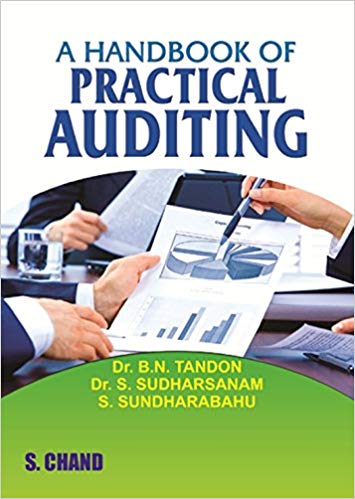 A HANDBOOK OF
PRACTICAL
AUDITING
Dr. B.N. TANDON
Dr. S. SUDHARSANAM
S. SUNDHARABAHU
S. CHAND